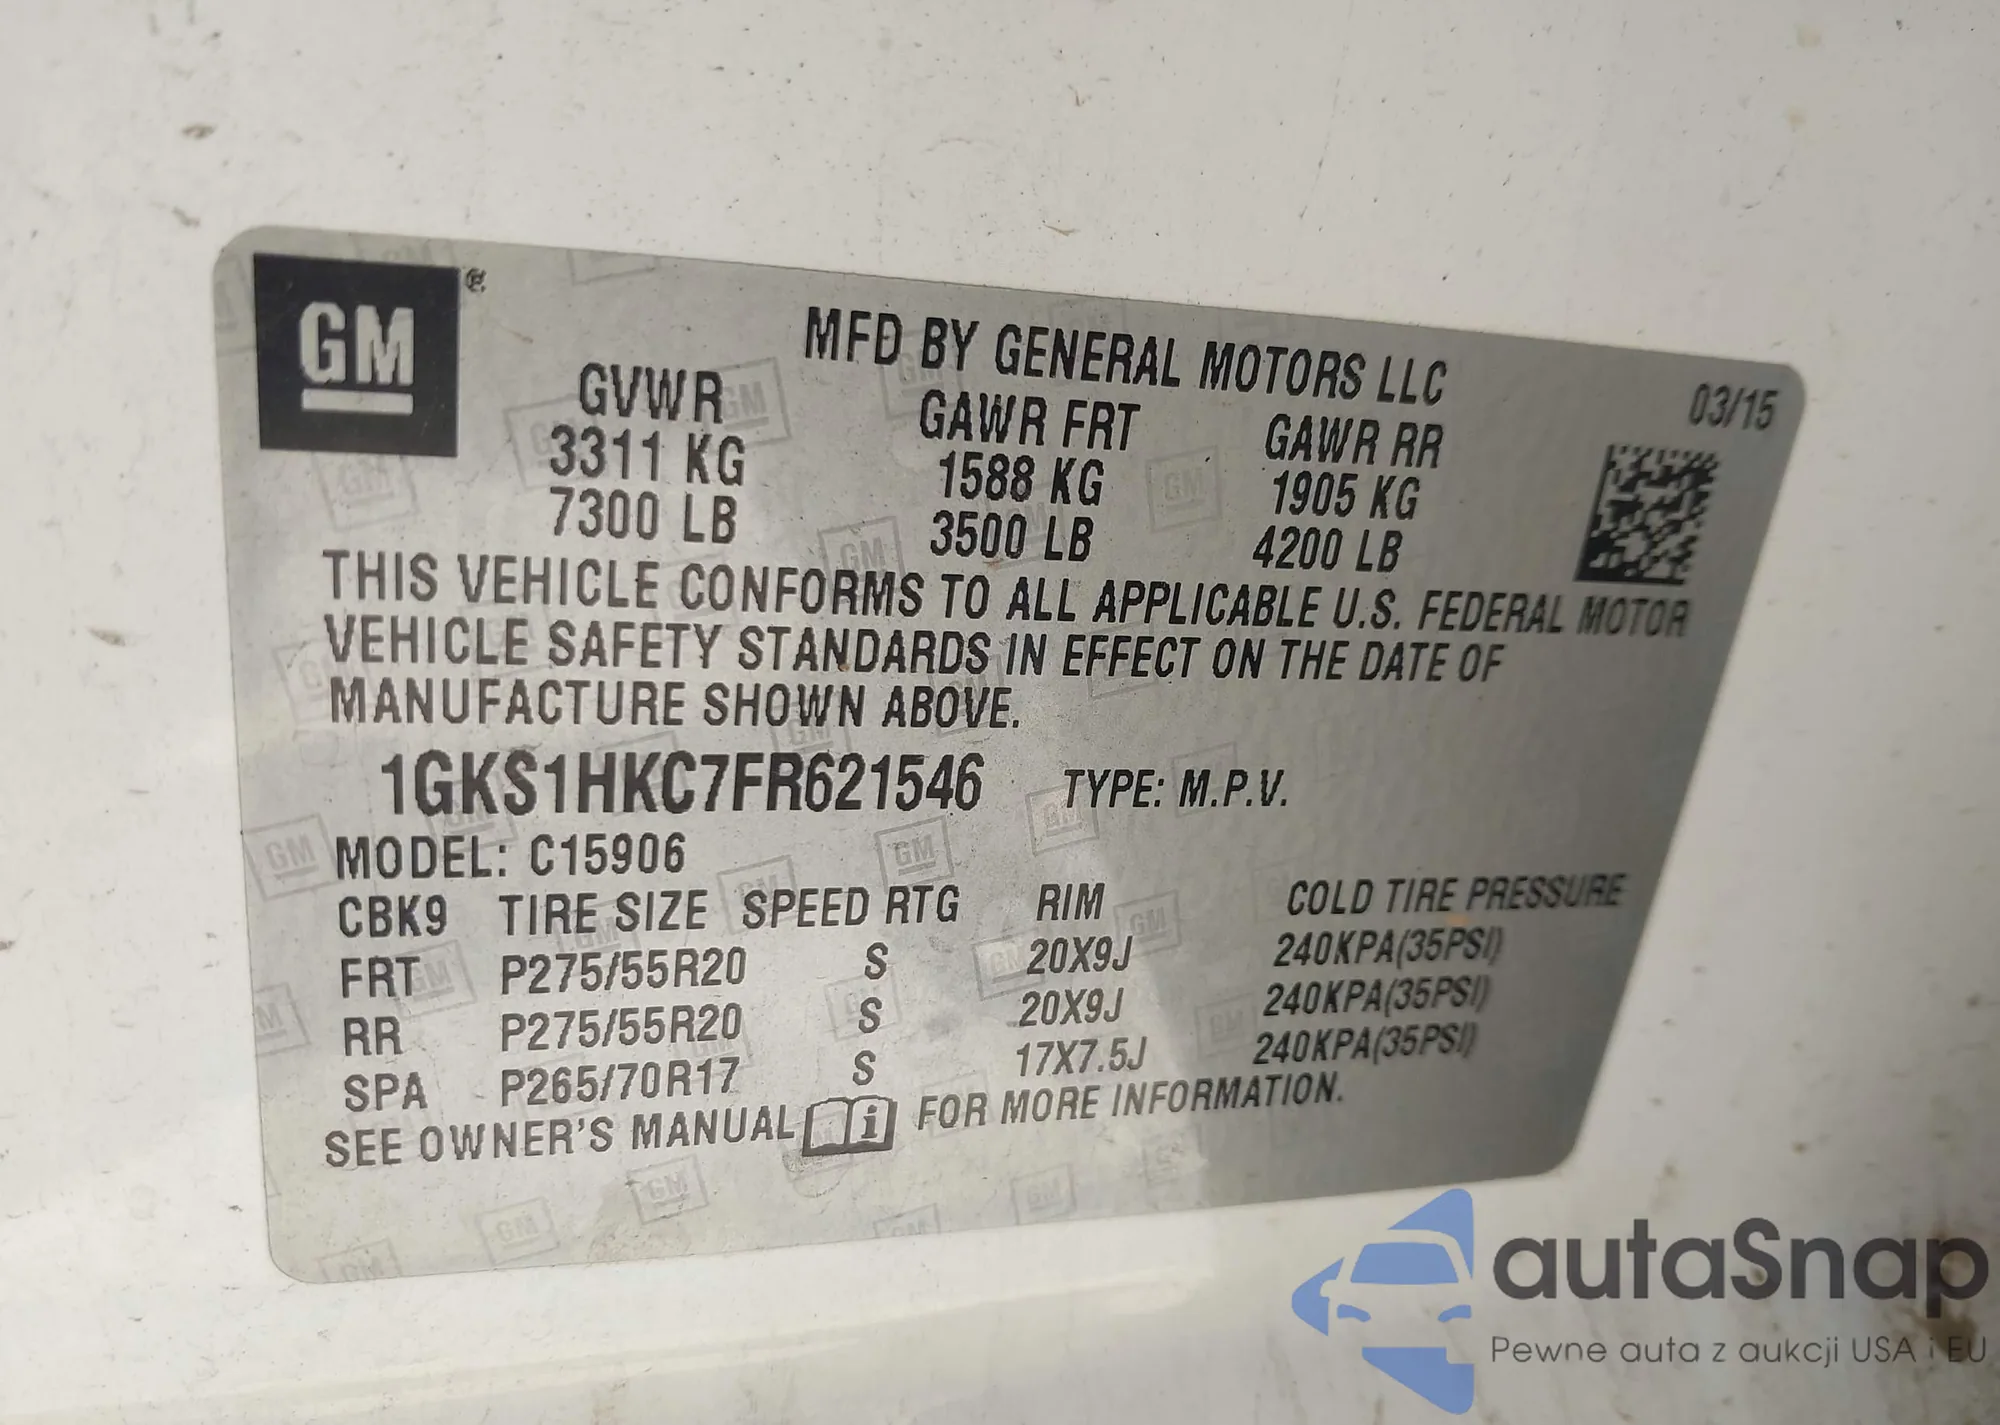 GM
MFD BY GENERAL MOTORS LLC
03/15
GVWR GAWR FRT GAWR RR
3311 KG 1588 KG 1905 KG
7300 LB 3500 LB 4200 LB
THIS VEHICLE CONFORMS TO ALL APPLICABLE U.S. FEDERAL MOTOR
VEHICLE SAFETY STANDARDS IN EFFECT ON THE DATE OF
MANUFACTURE SHOWN ABOVE.
1GKS1HKC7FR621546 TYPE: M.P.V.
MODEL: C15906
CBK9 TIRE SIZE SPEED RTG RIM COLD TIRE PRESSURE
FRT P275/55R20 S 20X9J 240KPA(35PSI)
RR P275/55R20 S 20X9J 240KPA(35PSI)
SPA P265/70R17 S 17X7.5J 240KPA(35PSI)
SEE OWNER'S MANUAL i FOR MORE INFORMATION.
autaSnap
Pewne auta z aukcji USA i EU